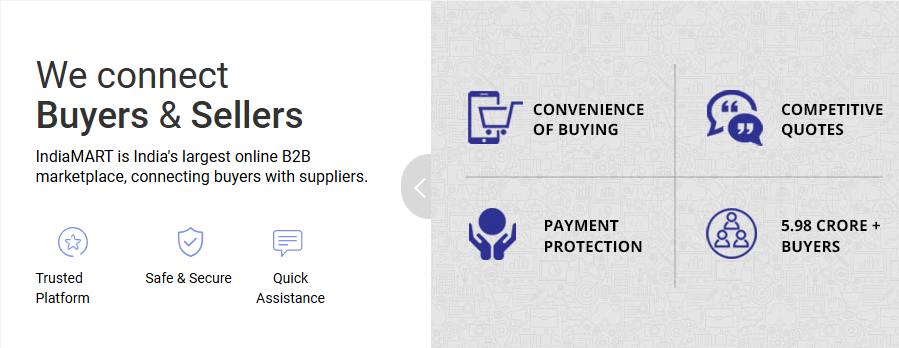 We connect
Buyers & Sellers
IndiaMART is India's largest online B2B
marketplace, connecting buyers with suppliers.
Trusted
Platform
Safe & Secure
Quick
Assistance
CONVENIENCE
OF BUYING
COMPETITIVE
QUOTES
PAYMENT
PROTECTION
5.98 CRORE +
BUYERS